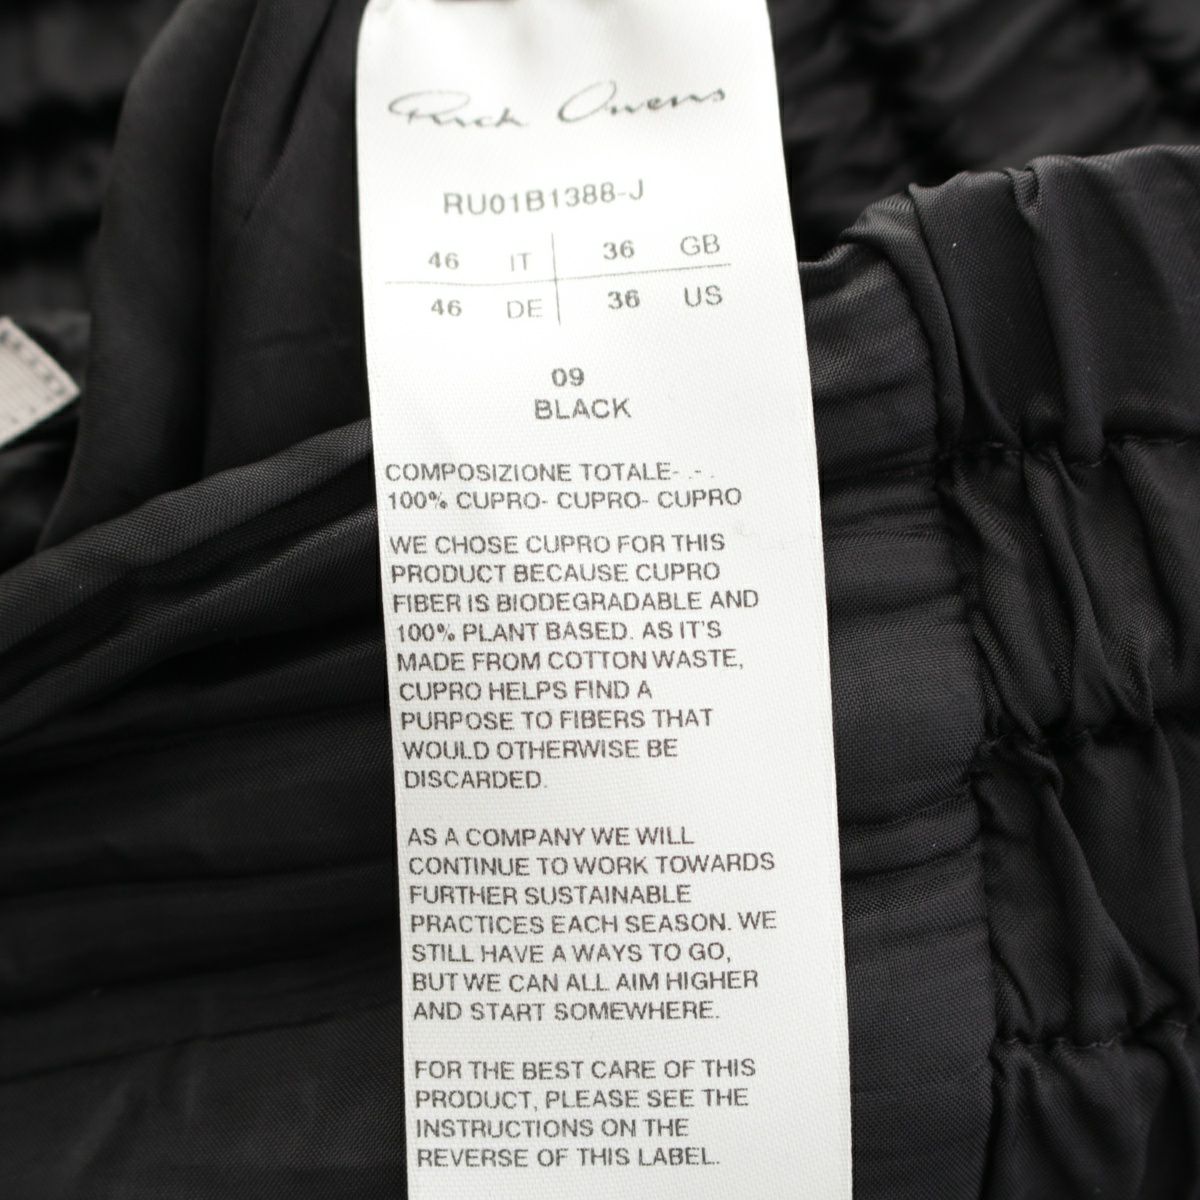 Rick Owens
RU01B1388-J
46 IT 36 GB
46 DE 36 US
09
BLACK
COMPOSIZIONE TOTALE- .- .
100% CUPRO- CUPRO- CUPRO
WE CHOSE CUPRO FOR THIS
PRODUCT BECAUSE CUPRO
FIBER IS BIODEGRADABLE AND
100% PLANT BASED. AS IT'S
MADE FROM COTTON WASTE,
CUPRO HELPS FIND A
PURPOSE TO FIBERS THAT
WOULD OTHERWISE BE
DISCARDED.
AS A COMPANY WE WILL
CONTINUE TO WORK TOWARDS
FURTHER SUSTAINABLE
PRACTICES EACH SEASON. WE
STILL HAVE A WAYS TO GO,
BUT WE CAN ALL AIM HIGHER
AND START SOMEWHERE.
FOR THE BEST CARE OF THIS
PRODUCT, PLEASE SEE THE
INSTRUCTIONS ON THE
REVERSE OF THIS LABEL.